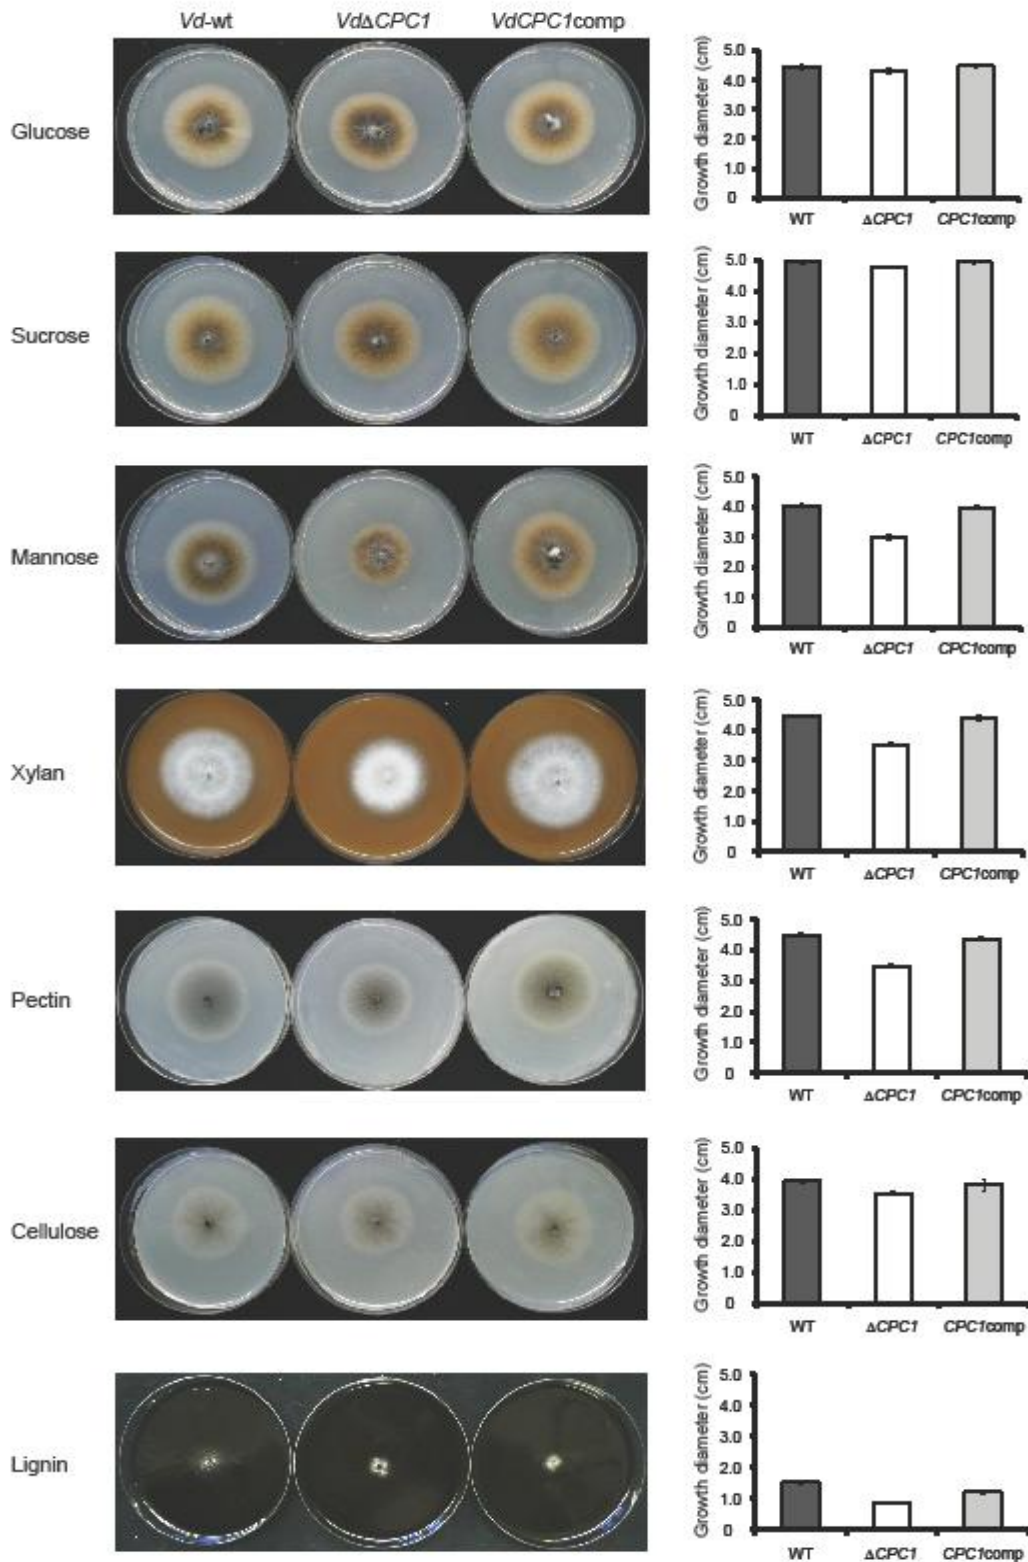 Vd-wt VdΔCPC1 VdCPC1comp
Glucose
Growth diameter (cm)
5.0
4.0
3.0
2.0
1.0
0
WT ΔCPC1 CPC1comp
Sucrose
Growth diameter (cm)
5.0
4.0
3.0
2.0
1.0
0
WT ΔCPC1 CPC1comp
Mannose
Growth diameter (cm)
5.0
4.0
3.0
2.0
1.0
0
WT ΔCPC1 CPC1comp
Xylan
Growth diameter (cm)
5.0
4.0
3.0
2.0
1.0
0
WT ΔCPC1 CPC1comp
Pectin
Growth diameter (cm)
5.0
4.0
3.0
2.0
1.0
0
WT ΔCPC1 CPC1comp
Cellulose
Growth diameter (cm)
5.0
4.0
3.0
2.0
1.0
0
WT ΔCPC1 CPC1comp
Lignin
Growth diameter (cm)
5.0
4.0
3.0
2.0
1.0
0
WT ΔCPC1 CPC1comp